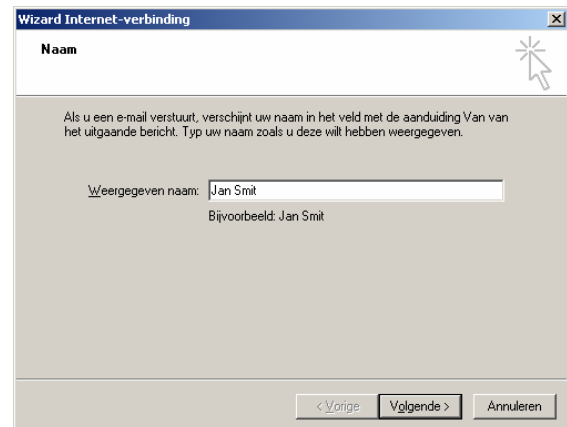 Wizard Internet-verbinding
Naam
Als u een e-mail verstuurt, verschijnt uw naam in het veld met de aanduiding Van van
het uitgaande bericht. Typ uw naam zoals u deze wilt hebben weergegeven.
Weergegeven naam: Jan Smit
Bijvoorbeeld: Jan Smit
< Vorige Volgende > Annuleren